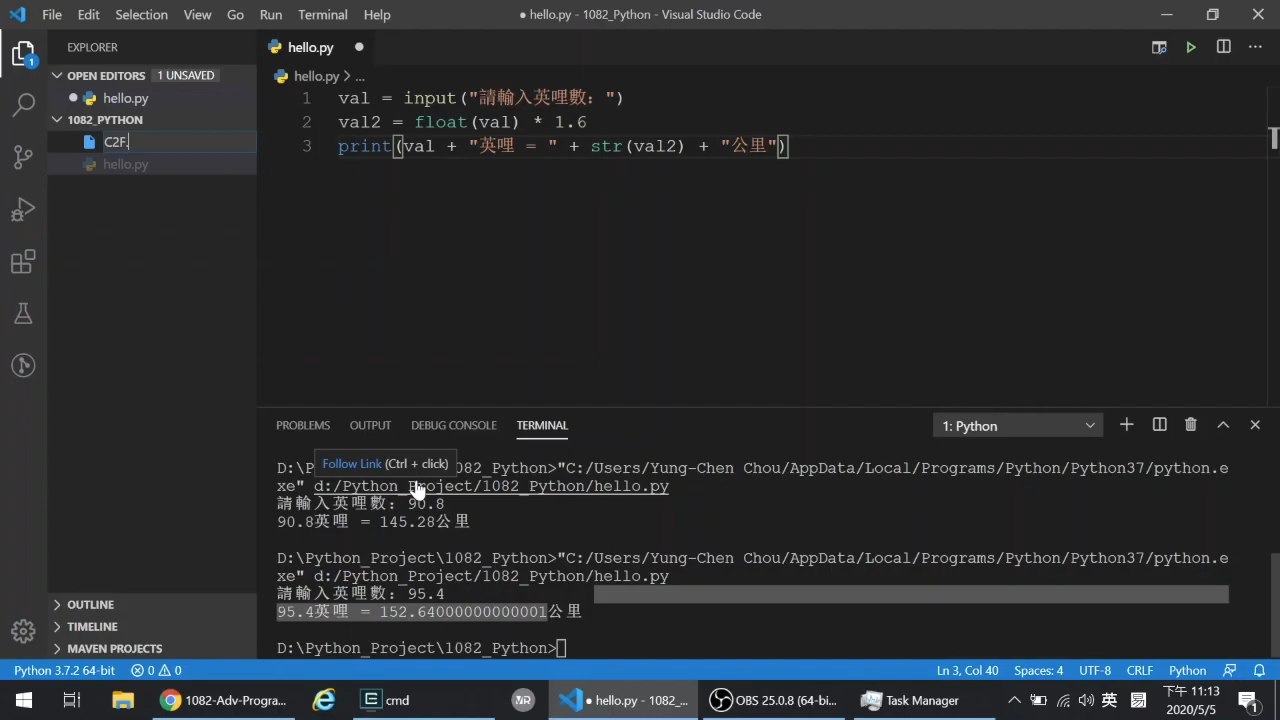 File Edit Selection View Go Run Terminal Help ● hello.py - 1082_Python - Visual Studio Code
EXPLORER
hello.py
OPEN EDITORS 1 UNSAVED
hello.py > ...
hello.py
1 val = input("請輸入英哩數: ")
1082_PYTHON
2 val2 = float(val) * 1.6
C2F.
3 print(val + "英哩 = " + str(val2) + "公里")
hello.py
PROBLEMS OUTPUT DEBUG CONSOLE TERMINAL 1: Python
Follow Link (Ctrl + click)
D:\P 082_Python>"C:/Users/Yung-Chen Chou/AppData/Local/Programs/Python/Python37/python.e
xe" d:/Python_Project/1082_Python/hello.py
請輸入英哩數: 90.8
90.8英哩 = 145.28公里
D:\Python_Project\1082_Python>"C:/Users/Yung-Chen Chou/AppData/Local/Programs/Python/Python37/python.e
xe" d:/Python_Project/1082_Python/hello.py
請輸入英哩數: 95.4
95.4英哩 = 152.64000000000001公里
D:\Python_Project\1082_Python>
OUTLINE
TIMELINE
MAVEN PROJECTS
Python 3.7.2 64-bit 0 0 Ln 3, Col 40 Spaces: 4 UTF-8 CRLF Python
1082-Adv-Progra... cmd MR ● hello.py - 1082_... OBS 25.0.8 (64-bi... Task Manager 英 下午 11:13
2020/5/5
1